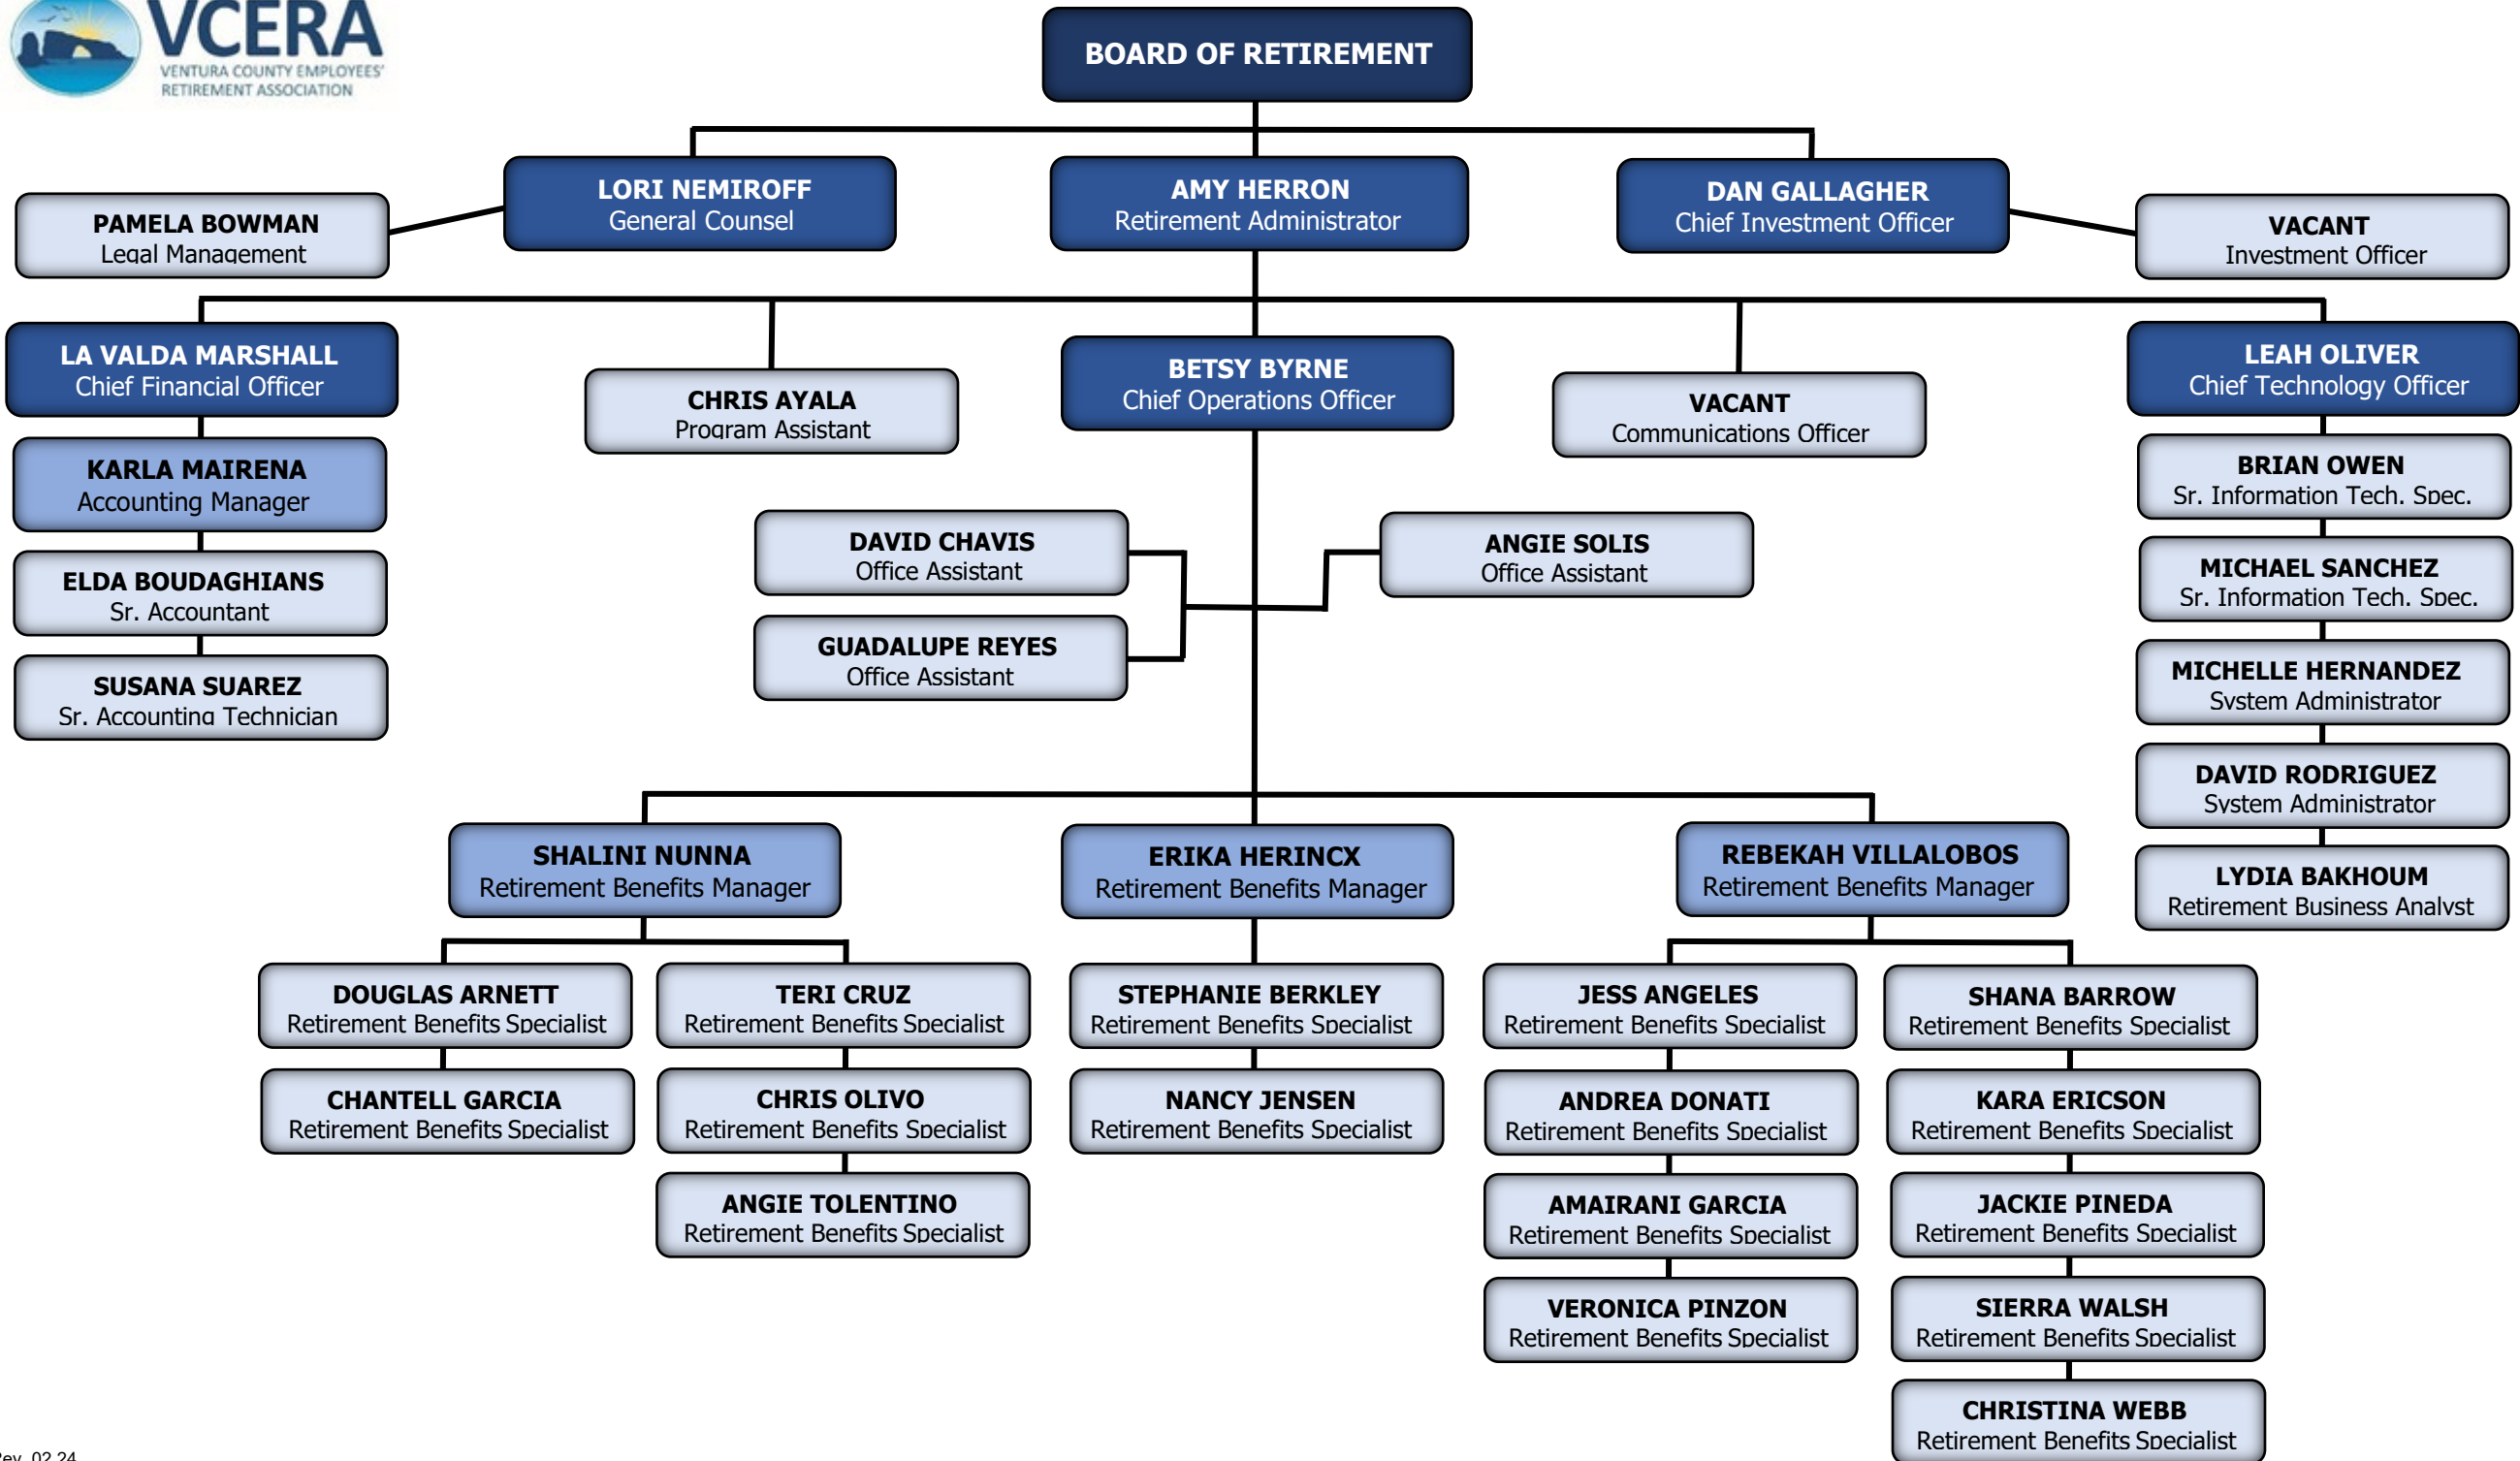 VCERA
VENTURA COUNTY EMPLOYEES'
RETIREMENT ASSOCIATION
BOARD OF RETIREMENT
LORI NEMIROFF
General Counsel
AMY HERRON
Retirement Administrator
DAN GALLAGHER
Chief Investment Officer
PAMELA BOWMAN
Legal Management
VACANT
Investment Officer
LA VALDA MARSHALL
Chief Financial Officer
CHRIS AYALA
Program Assistant
BETSY BYRNE
Chief Operations Officer
VACANT
Communications Officer
LEAH OLIVER
Chief Technology Officer
KARLA MAIRENA
Accounting Manager
ELDA BOUDAGHIANS
Sr. Accountant
SUSANA SUAREZ
Sr. Accounting Technician
DAVID CHAVIS
Office Assistant
GUADALUPE REYES
Office Assistant
ANGIE SOLIS
Office Assistant
BRIAN OWEN
Sr. Information Tech. Spec.
MICHAEL SANCHEZ
Sr. Information Tech. Spec.
MICHELLE HERNANDEZ
System Administrator
DAVID RODRIGUEZ
System Administrator
LYDIA BAKHOUM
Retirement Business Analyst
SHALINI NUNNA
Retirement Benefits Manager
ERIKA HERINCX
Retirement Benefits Manager
REBEKAH VILLALOBOS
Retirement Benefits Manager
DOUGLAS ARNETT
Retirement Benefits Specialist
CHANTELL GARCIA
Retirement Benefits Specialist
TERI CRUZ
Retirement Benefits Specialist
CHRIS OLIVO
Retirement Benefits Specialist
ANGIE TOLENTINO
Retirement Benefits Specialist
STEPHANIE BERKLEY
Retirement Benefits Specialist
NANCY JENSEN
Retirement Benefits Specialist
JESS ANGELES
Retirement Benefits Specialist
ANDREA DONATI
Retirement Benefits Specialist
AMAIRANI GARCIA
Retirement Benefits Specialist
VERONICA PINZON
Retirement Benefits Specialist
SHANA BARROW
Retirement Benefits Specialist
KARA ERICSON
Retirement Benefits Specialist
JACKIE PINEDA
Retirement Benefits Specialist
SIERRA WALSH
Retirement Benefits Specialist
CHRISTINA WEBB
Retirement Benefits Specialist
Rev. 02.24